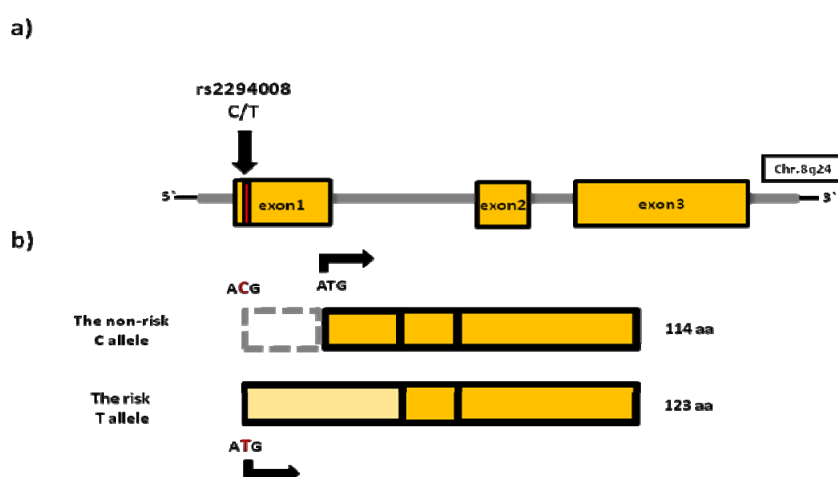 a)
rs2294008
C/T
Chr.8q24
5`
exon1
exon2
exon3
3`
b)
ACG
ATG
The non-risk
C allele
114 aa
The risk
T allele
123 aa
ATG